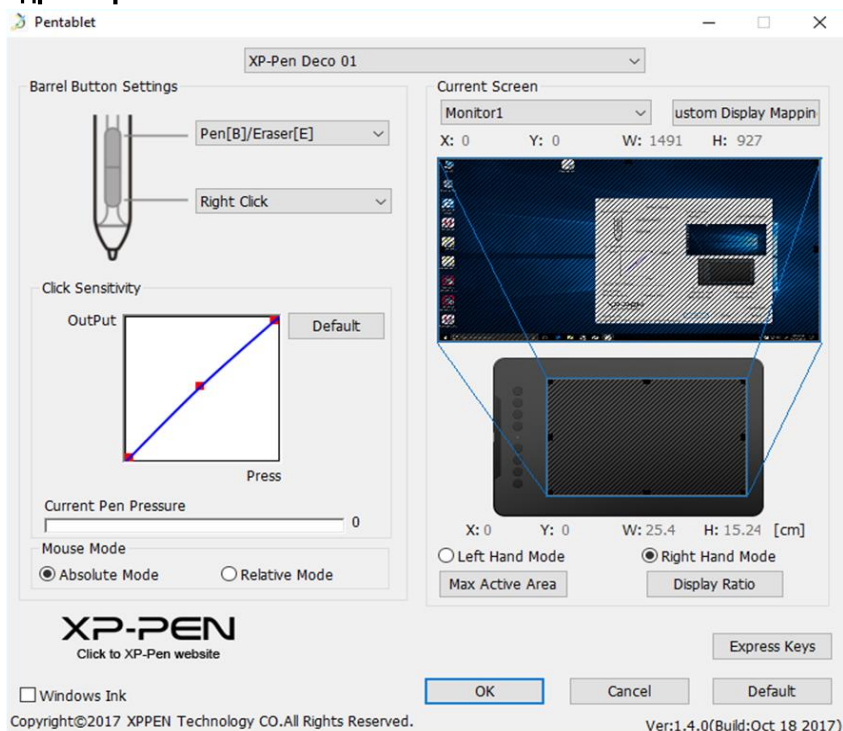 Pentablet
XP-Pen Deco 01
Barrel Button Settings
Pen[B]/Eraser[E]
Right Click
Click Sensitivity
OutPut
Default
Press
Current Pen Pressure
0
Mouse Mode
Absolute Mode Relative Mode
XP-PEN
Click to XP-Pen website
Windows Ink
Copyright©2017 XPPEN Technology CO.All Rights Reserved.
Current Screen
Monitor1 ustom Display Mappin
X: 0 Y: 0 W: 1491 H: 927
X: 0 Y: 0 W: 25.4 H: 15.24 [cm]
Left Hand Mode Right Hand Mode
Max Active Area Display Ratio
Express Keys
OK Cancel Default
Ver:1.4.0(Build:Oct 18 2017)